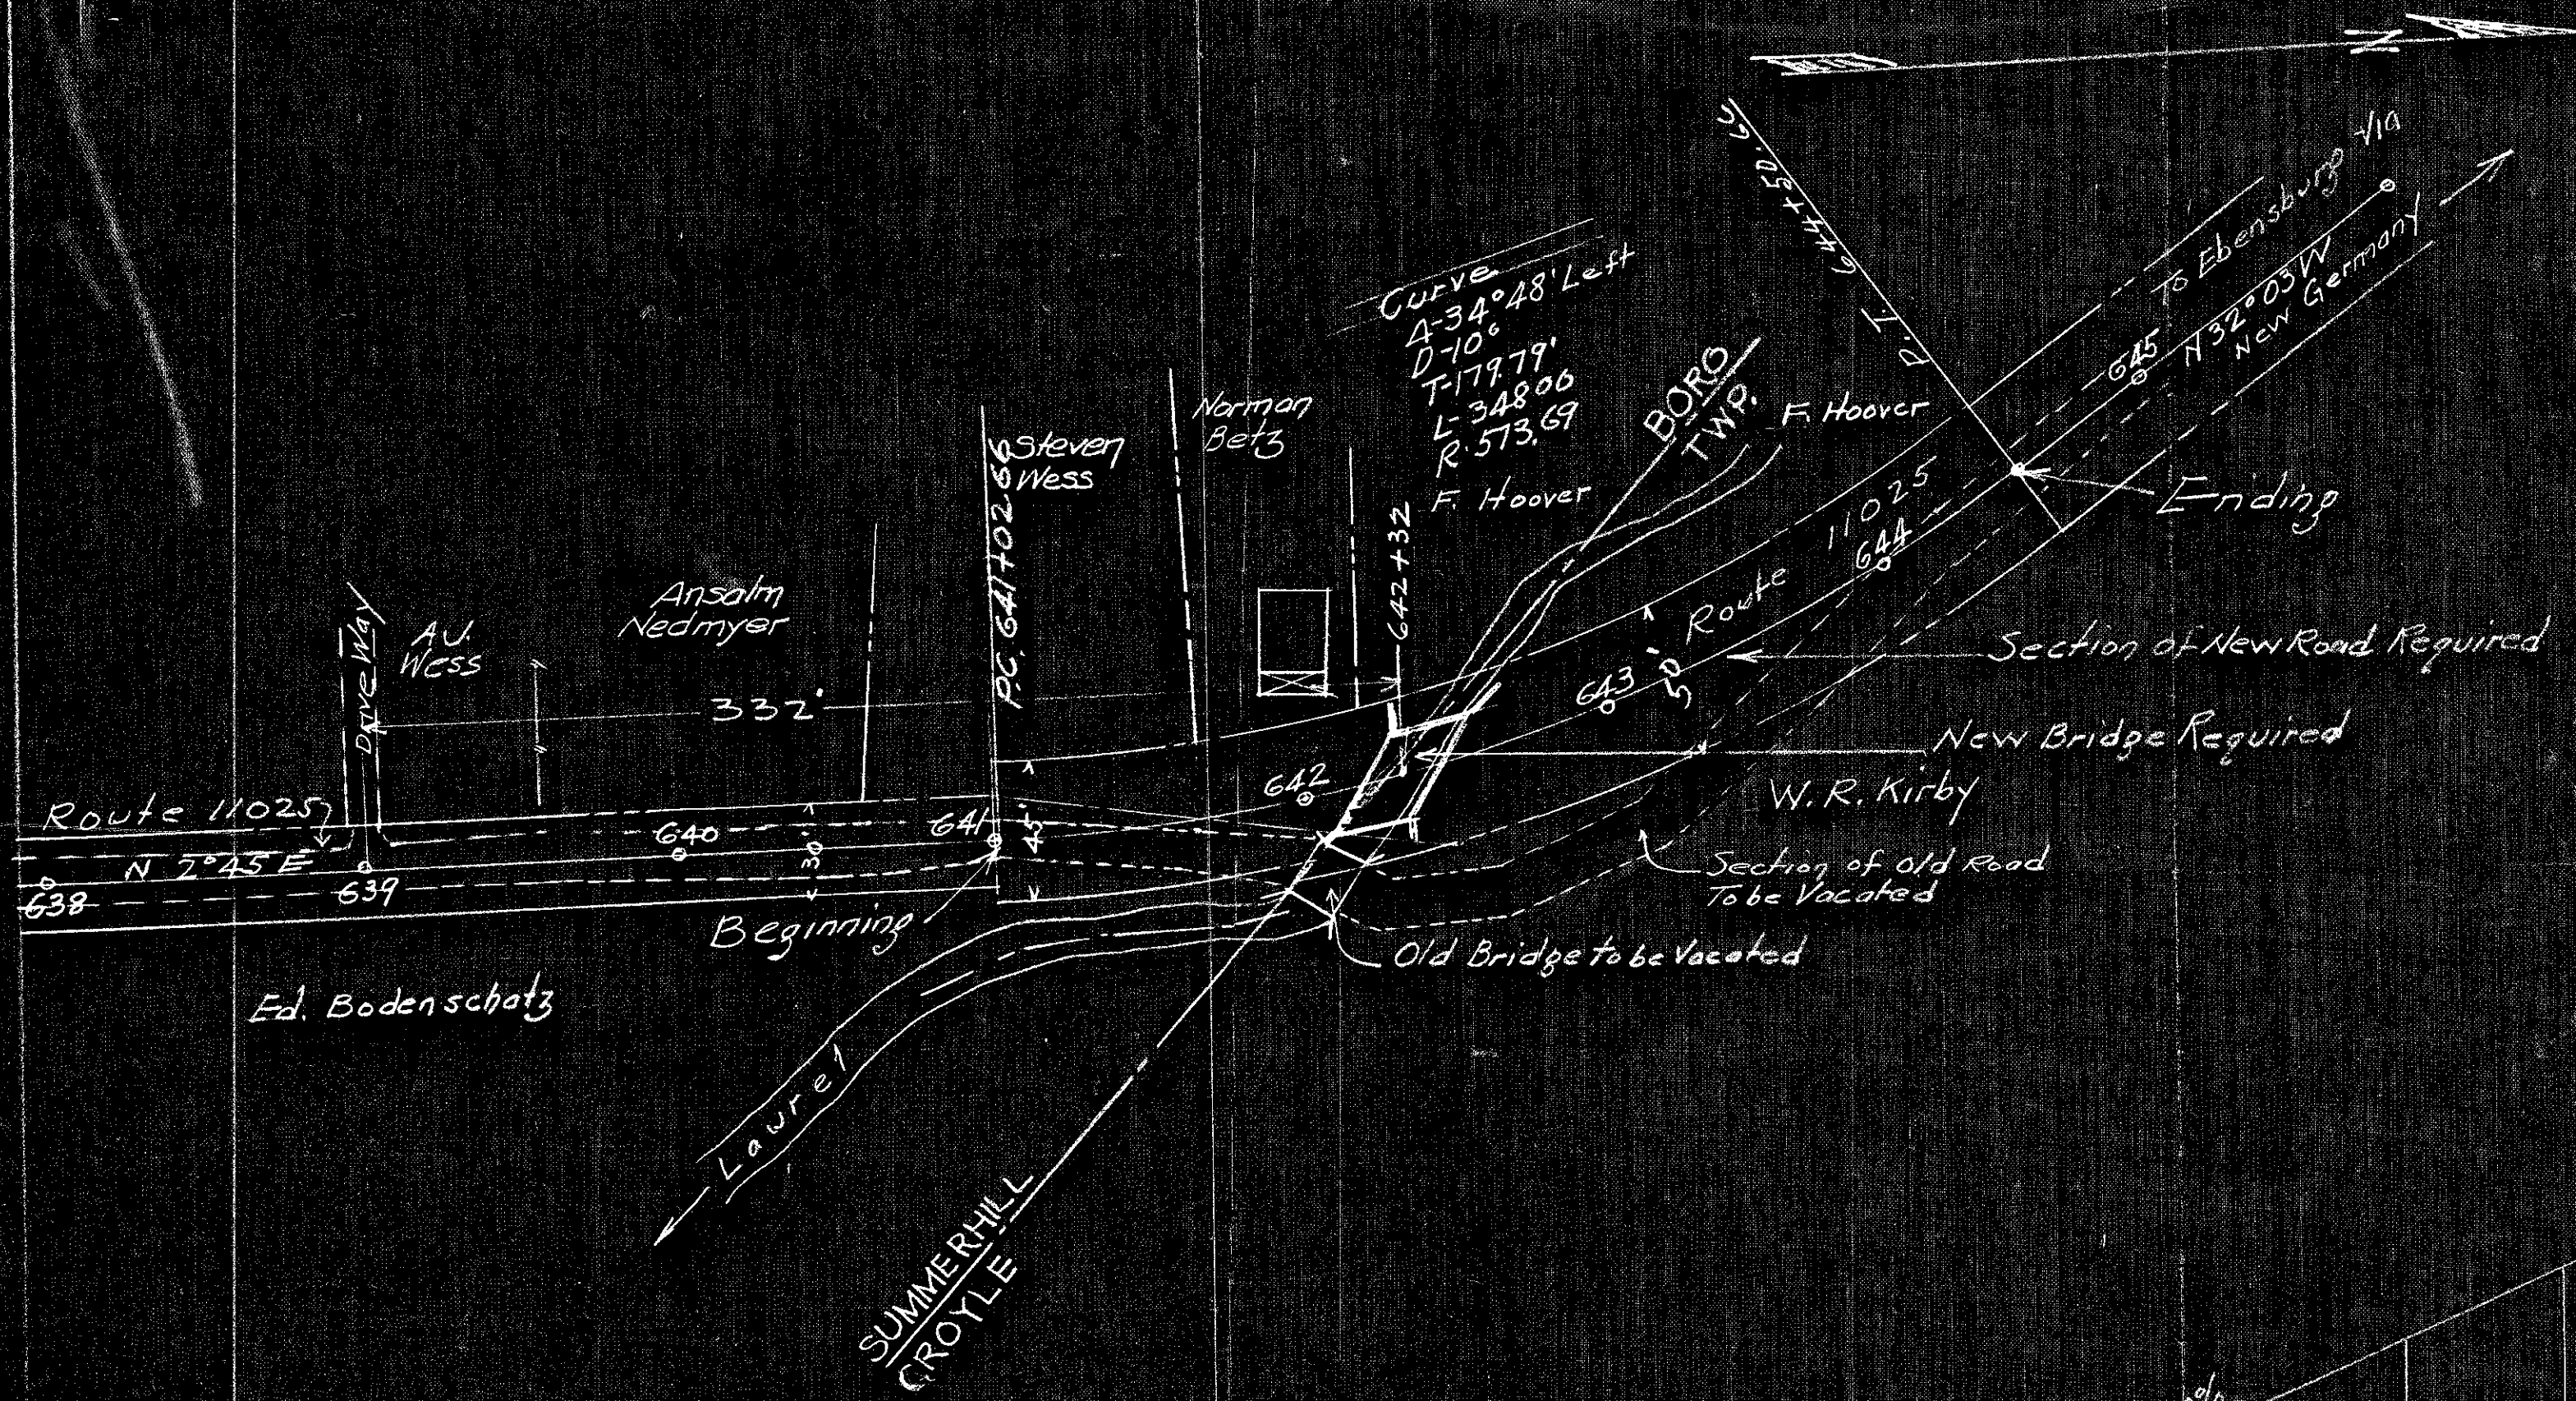 N
To Ebensburg Via
N 32°03 W
New Germany
645
P.T. 644+50.
Ending
Curve
Δ-34°48' Left
D-10°
T-179.79'
L-348.00
R-573.69
F. Hoover
BORO
TWP.
F. Hoover
Norman
Betz
Steven
Wess
P.C. 641+02.66
642+32
Route 11025
644
643
50'
Section of New Road Required
New Bridge Required
W. R. Kirby
Section of Old Road
To be Vacated
Old Bridge to be Vacated
Ansalm
Nedmyer
A.J.
Wess
Drive Way
332'
Route 11025
N 2°45 E
638
639
640
641
642
30'
45'
Beginning
Ed. Bodenschatz
Laurel
SUMMERHILL
CROYLE